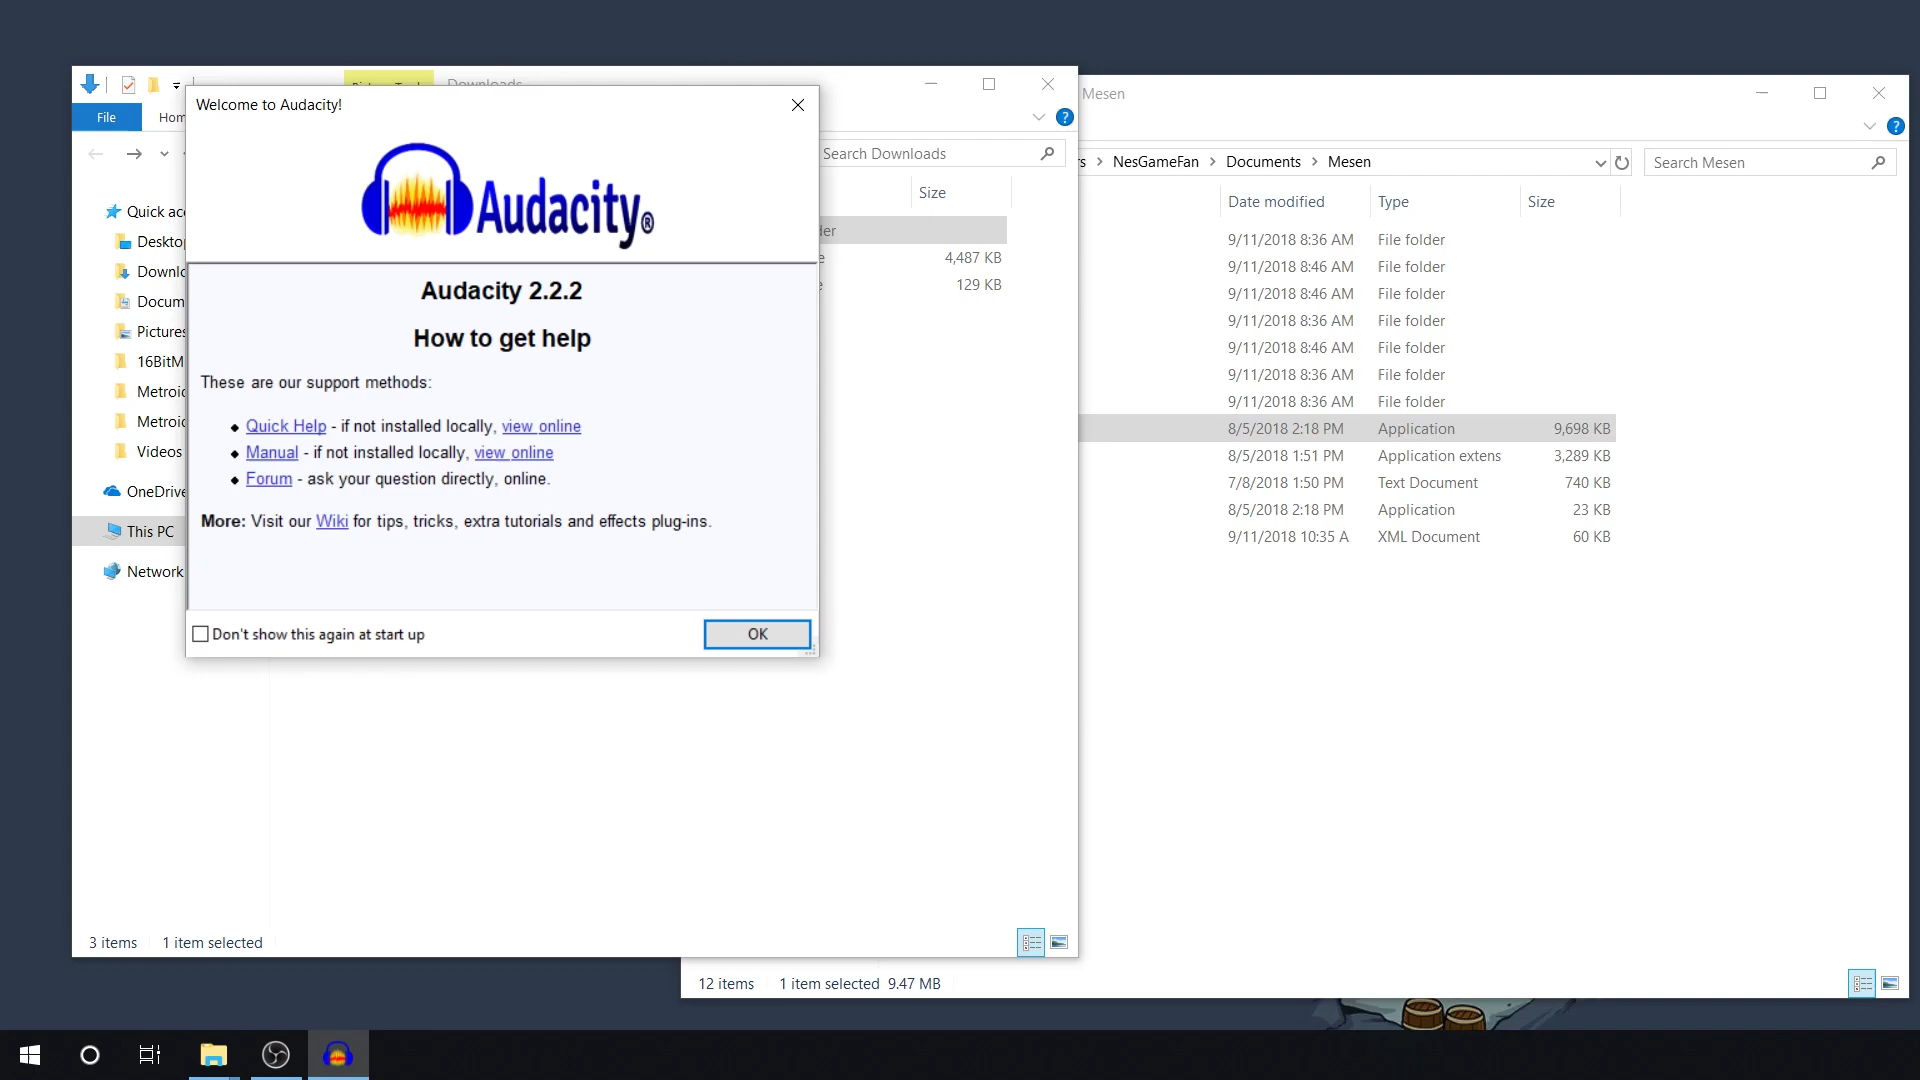 Downloads
Welcome to Audacity!
File
Search Downloads
Size
4,487 KB
129 KB
Quick
Pictures
Videos
This PC
Network
Audacity®
Audacity 2.2.2
How to get help
These are our support methods:
Quick Help - if not installed locally, view online
Manual - if not installed locally, view online
Forum - ask your question directly, online.
More: Visit our Wiki for tips, tricks, extra tutorials and effects plug-ins.
Don't show this again at start up
OK
3 items 1 item selected
Mesen
NesGameFan > Documents > Mesen
Search Mesen
Date modified Type Size
9/11/2018 8:36 AM File folder
9/11/2018 8:46 AM File folder
9/11/2018 8:46 AM File folder
9/11/2018 8:36 AM File folder
9/11/2018 8:46 AM File folder
9/11/2018 8:36 AM File folder
9/11/2018 8:36 AM File folder
8/5/2018 2:18 PM Application 9,698 KB
8/5/2018 1:51 PM Application extens 3,289 KB
7/8/2018 1:50 PM Text Document 740 KB
8/5/2018 2:18 PM Application 23 KB
9/11/2018 10:35 A XML Document 60 KB
12 items 1 item selected 9.47 MB